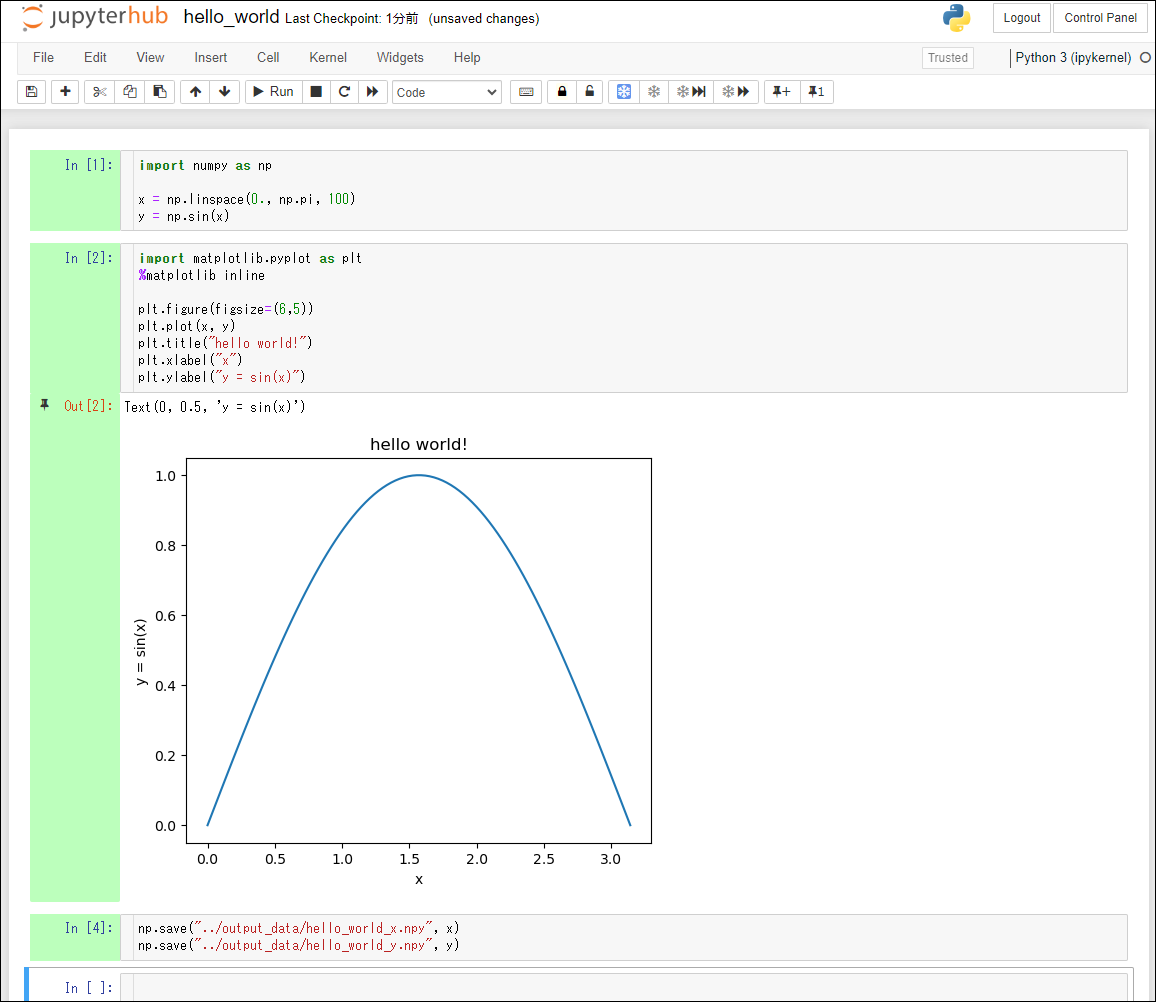 jupyterhub hello_world Last Checkpoint: 1分前 (unsaved changes) Logout Control Panel
File Edit View Insert Cell Kernel Widgets Help Trusted Python 3 (ipykernel)
Run Code 1
In [1]: import numpy as np
x = np.linspace(0., np.pi, 100)
y = np.sin(x)
In [2]: import matplotlib.pyplot as plt
%matplotlib inline
plt.figure(figsize=(6,5))
plt.plot(x, y)
plt.title("hello world!")
plt.xlabel("x")
plt.ylabel("y = sin(x)")
Out[2]: Text(0, 0.5, 'y = sin(x)')
hello world!
1.0
0.8
0.6
0.4
0.2
0.0
y = sin(x)
0.0 0.5 1.0 1.5 2.0 2.5 3.0
x
In [4]: np.save("../output_data/hello_world_x.npy", x)
np.save("../output_data/hello_world_y.npy", y)
In [ ]: